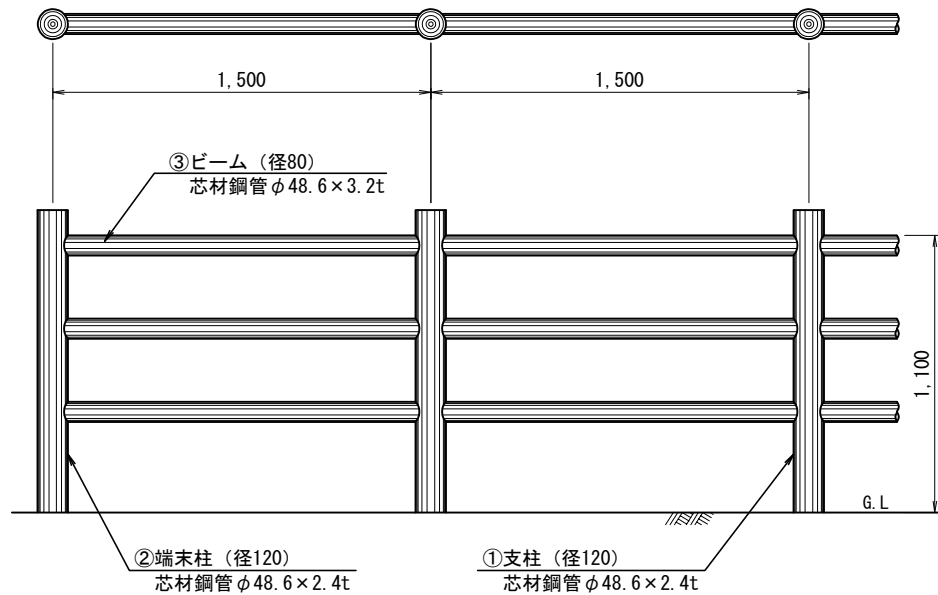 1,500
1,500
③ビーム（径80）
芯材鋼管φ48.6×3.2t
1,100
G.L
②端末柱（径120）
芯材鋼管φ48.6×2.4t
①支柱（径120）
芯材鋼管φ48.6×2.4t